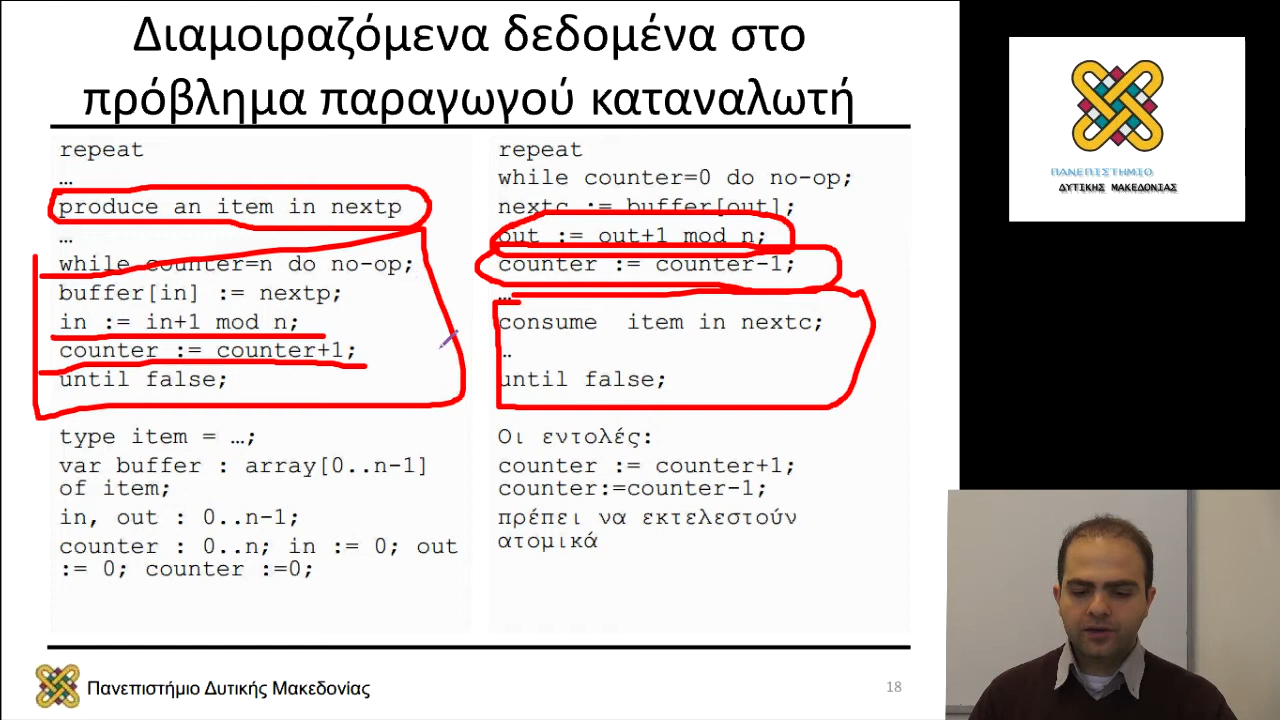 Διαμοιραζόμενα δεδομένα στο
πρόβλημα παραγωγού καταναλωτή
repeat
…
produce an item in nextp
…
while counter=n do no-op;
buffer[in] := nextp;
in := in+1 mod n;
counter := counter+1;
until false;
type item = …;
var buffer : array[0..n-1]
of item;
in, out : 0..n-1;
counter : 0..n; in := 0; out
:= 0; counter :=0;
repeat
while counter=0 do no-op;
nextc := buffer[out];
out := out+1 mod n;
counter := counter-1;
…
consume item in nextc;
…
until false;
Οι εντολές:
counter := counter+1;
counter:=counter-1;
πρέπει να εκτελεστούν
ατομικά
Πανεπιστήμιο Δυτικής Μακεδονίας
18
ΠΑΝΕΠΙΣΤΗΜΙΟ
ΔΥΤΙΚΗΣ ΜΑΚΕΔΟΝΙΑΣ